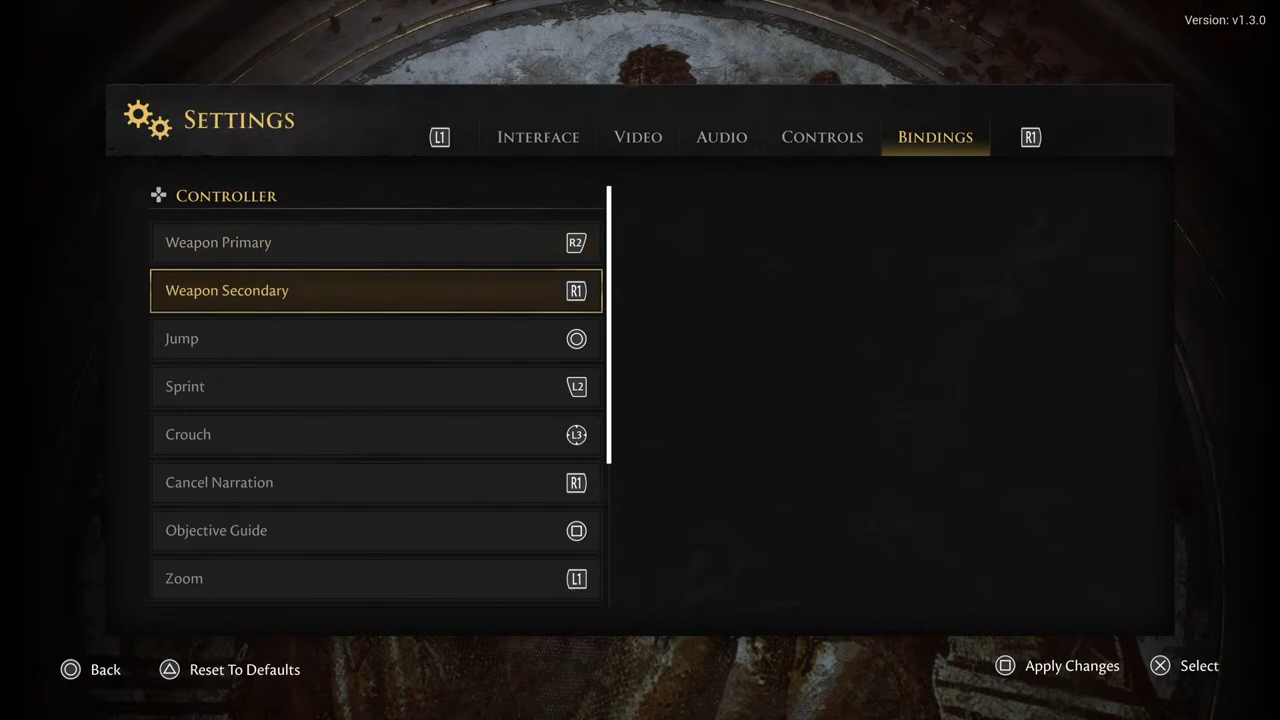 Version: v1.3.0
SETTINGS
L1 INTERFACE VIDEO AUDIO CONTROLS BINDINGS R1
CONTROLLER
Weapon Primary R2
Weapon Secondary R1
Jump
Sprint L2
Crouch L3
Cancel Narration R1
Objective Guide
Zoom L1
Back Reset To Defaults Apply Changes Select